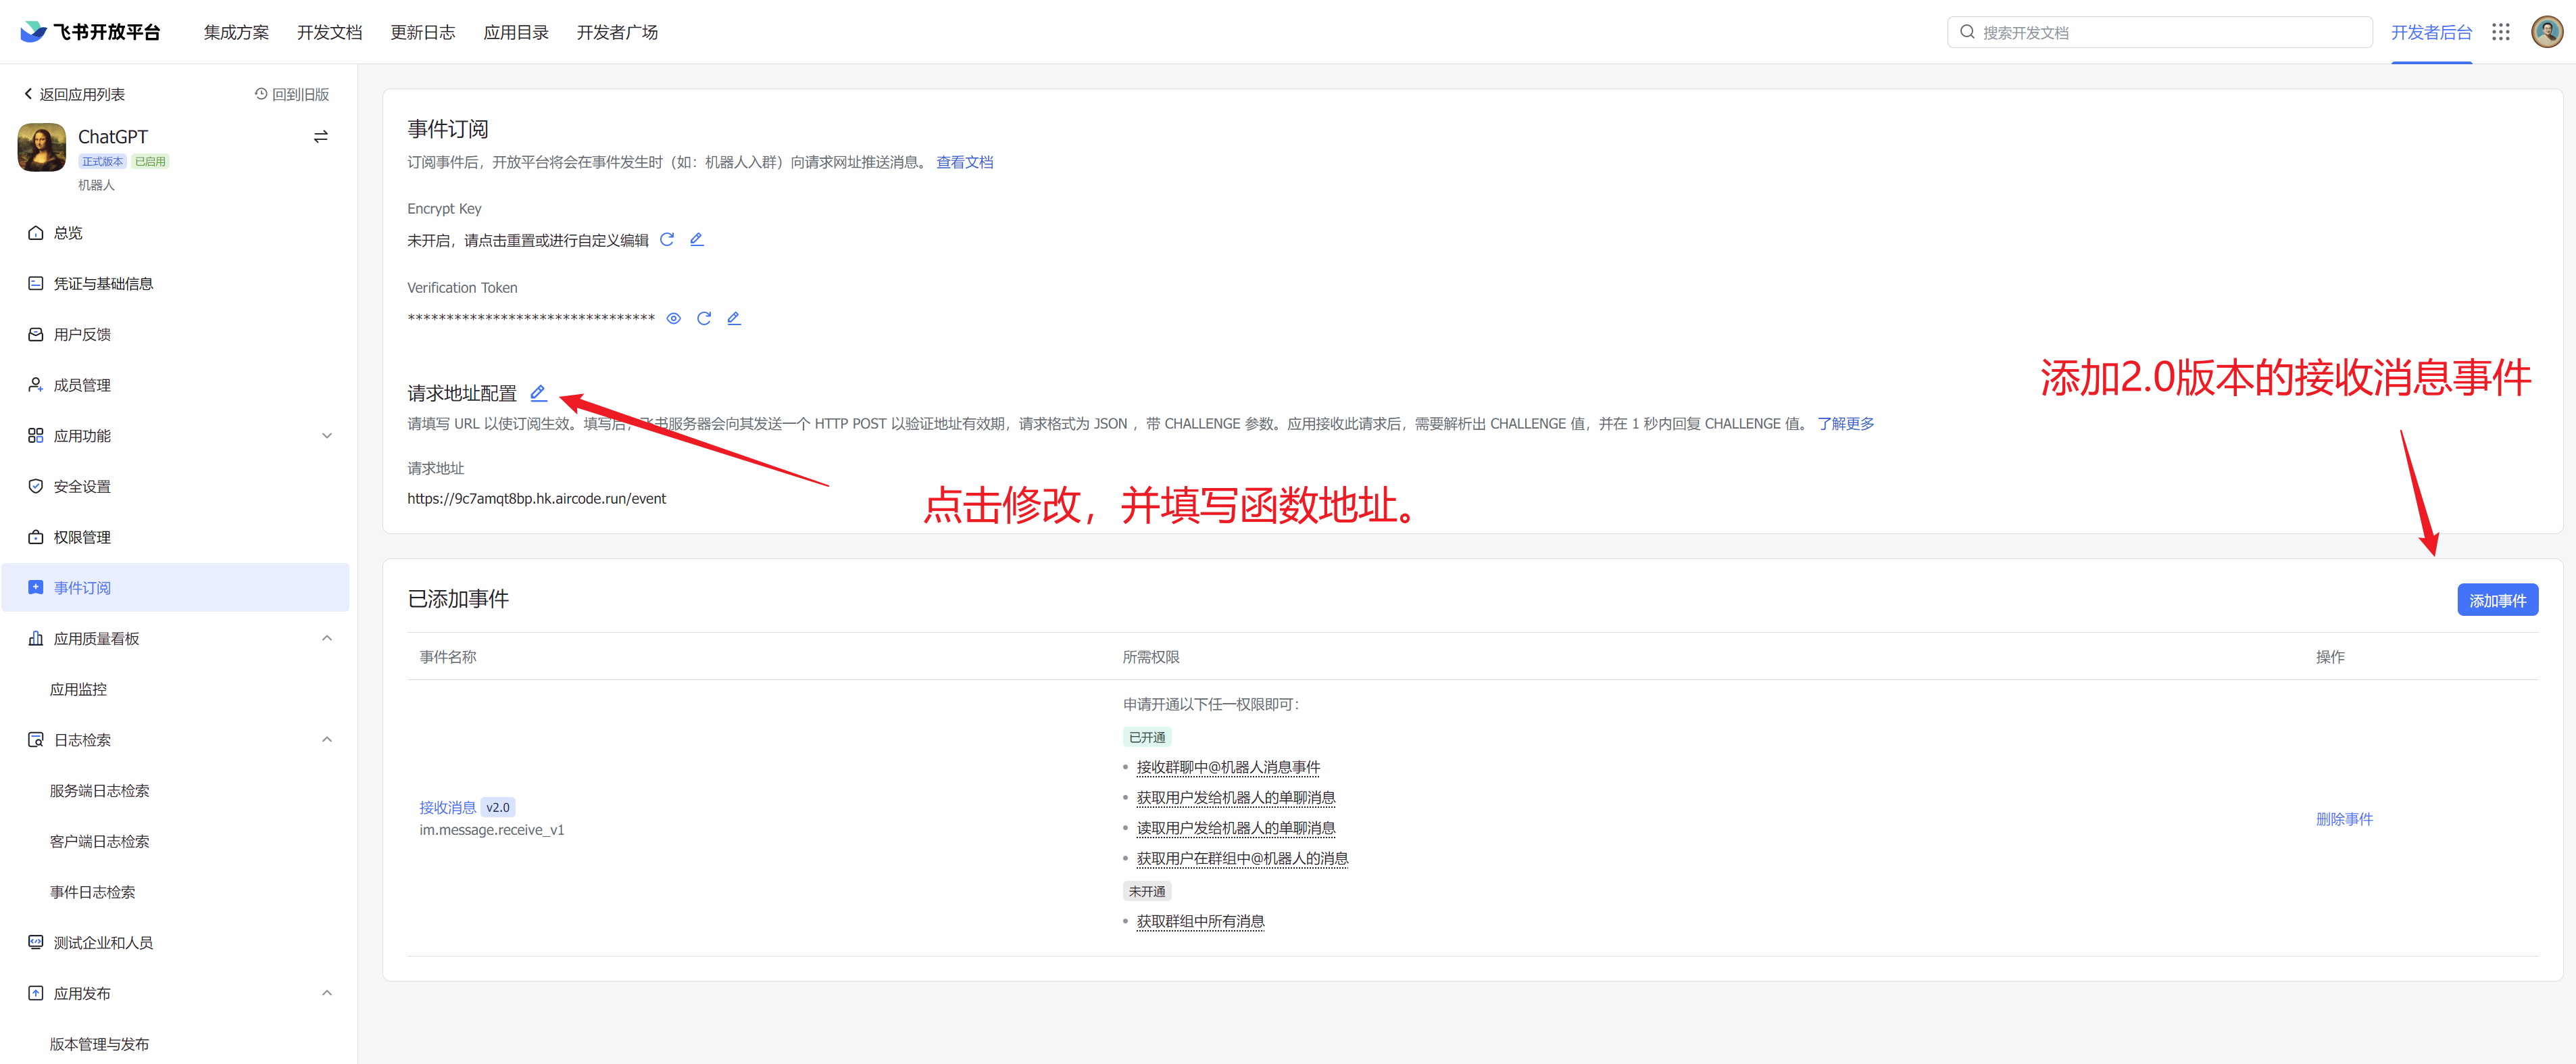 飞书开放平台
集成方案
开发文档
更新日志
应用目录
开发者广场
搜索开发文档
开发者后台
返回应用列表
回到旧版
ChatGPT
正式版本 已启用
机器人
总览
凭证与基础信息
用户反馈
成员管理
应用功能
安全设置
权限管理
事件订阅
应用质量看板
应用监控
日志检索
服务端日志检索
客户端日志检索
事件日志检索
测试企业和人员
应用发布
版本管理与发布
事件订阅
订阅事件后，开放平台将会在事件发生时（如：机器人入群）向请求网址推送消息。 查看文档
Encrypt Key
未开启，请点击重置或进行自定义编辑
Verification Token
********************************
请求地址配置
请填写 URL 以使订阅生效。填写后，飞书服务器会向其发送一个 HTTP POST 以验证地址有效期，请求格式为 JSON ，带 CHALLENGE 参数。应用接收此请求后，需要解析出 CHALLENGE 值，并在 1 秒内回复 CHALLENGE 值。 了解更多
请求地址
https://9c7amqt8bp.hk.aircode.run/event
点击修改，并填写函数地址。
添加2.0版本的接收消息事件
已添加事件
添加事件
事件名称
所需权限
操作
接收消息 v2.0
im.message.receive_v1
申请开通以下任一权限即可：
已开通
• 接收群聊中@机器人消息事件
• 获取用户发给机器人的单聊消息
• 读取用户发给机器人的单聊消息
• 获取用户在群组中@机器人的消息
未开通
• 获取群组中所有消息
删除事件